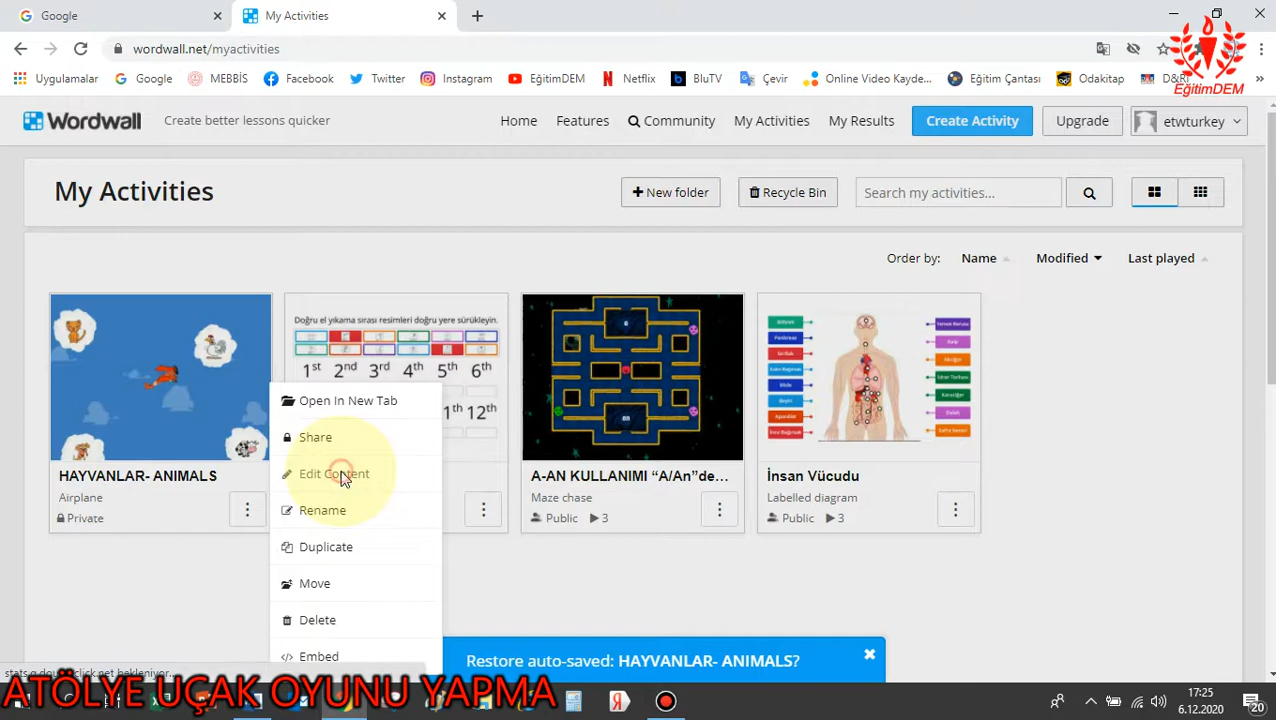 Google
My Activities
wordwall.net/myactivities
Uygulamalar
Google
MEBBİS
Facebook
Twitter
Instagram
EğitimDEM
Netflix
BluTV
Çevir
Online Video Kayde...
Eğitim Çantası
Odakitap
D&R
EğitimDEM
Wordwall
Create better lessons quicker
Home
Features
Community
My Activities
My Results
Create Activity
Upgrade
etwturkey
My Activities
New folder
Recycle Bin
Search my activities...
Order by:
Name
Modified
Last played
Doğru el yıkama sırası resimleri doğru yere sürükleyin.
1st 2nd 3rd 4th 5th 6th
12th
HAYVANLAR- ANIMALS
Airplane
Private
Open In New Tab
Share
Edit Content
Rename
Duplicate
Move
Delete
Embed
A-AN KULLANIMI “A/An”de...
Maze chase
Public 3
İnsan Vücudu
Labelled diagram
Public 3
Restore auto-saved: HAYVANLAR- ANIMALS?
ATÖLYE UÇAK OYUNU YAPMA
17:25
6.12.2020
20